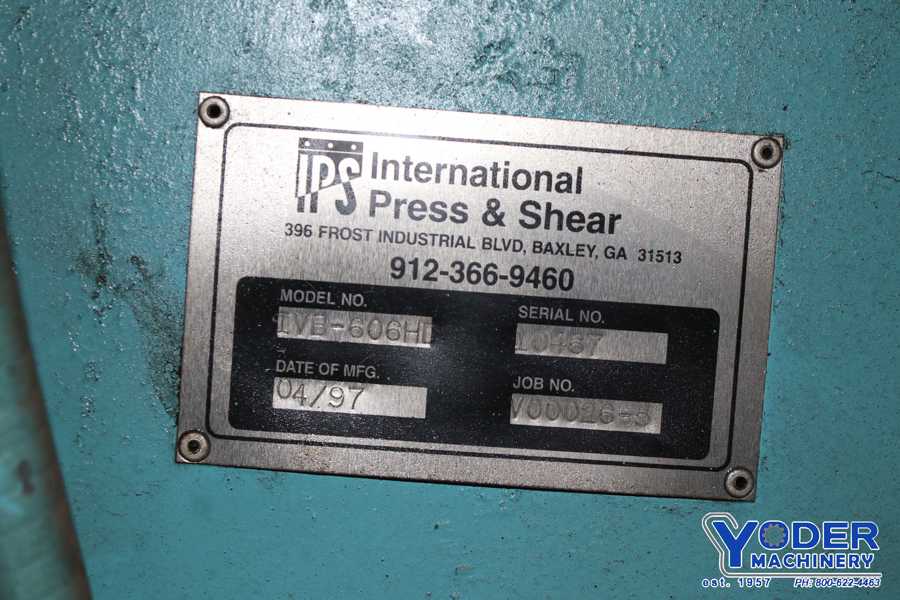 IPS
International
Press & Shear
396 FROST INDUSTRIAL BLVD, BAXLEY, GA 31513
912-366-9460
MODEL NO.
IVB-606HD
SERIAL NO.
10467
DATE OF MFG.
04/97
JOB NO.
YODER
MACHINERY
est. 1957 PH: 800-622-4463